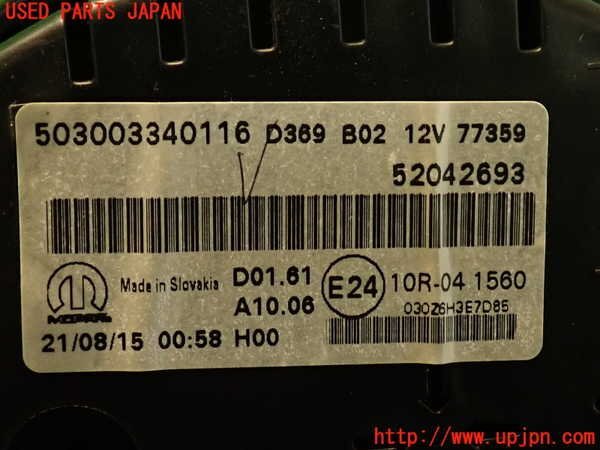 USED PARTS JAPAN
503003340116 D369 B02 12V 77359
52042693
MOPAR
Made in Slovakia D01.61
A10.06
E24
10R-04 1560
030Z6H3E7D85
21/08/15 00:58 H00
http://www.upjpn.com/